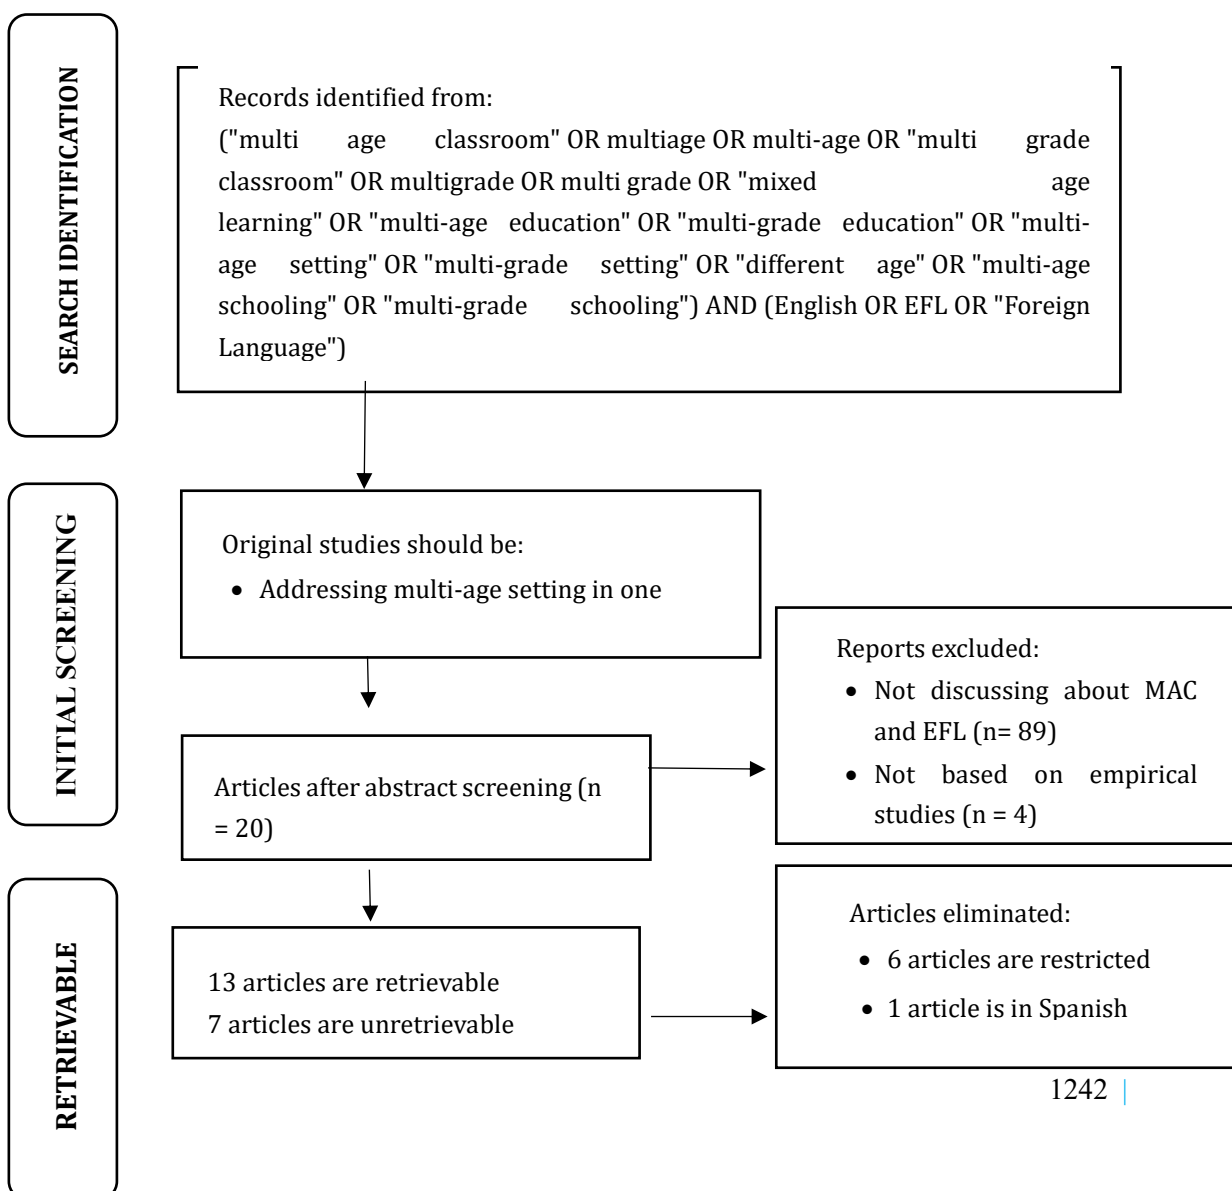 SEARCH IDENTIFICATION
Records identified from:
("multi age classroom" OR multiage OR multi-age OR "multi grade
classroom" OR multigrade OR multi grade OR "mixed age
learning" OR "multi-age education" OR "multi-grade education" OR "multi-
age setting" OR "multi-grade setting" OR "different age" OR "multi-age
schooling" OR "multi-grade schooling") AND (English OR EFL OR "Foreign
Language")
INITIAL SCREENING
Original studies should be:
• Addressing multi-age setting in one
Articles after abstract screening (n
= 20)
Reports excluded:
• Not discussing about MAC
and EFL (n= 89)
• Not based on empirical
studies (n = 4)
RETRIEVABLE
13 articles are retrievable
7 articles are unretrievable
Articles eliminated:
• 6 articles are restricted
• 1 article is in Spanish
1242 |